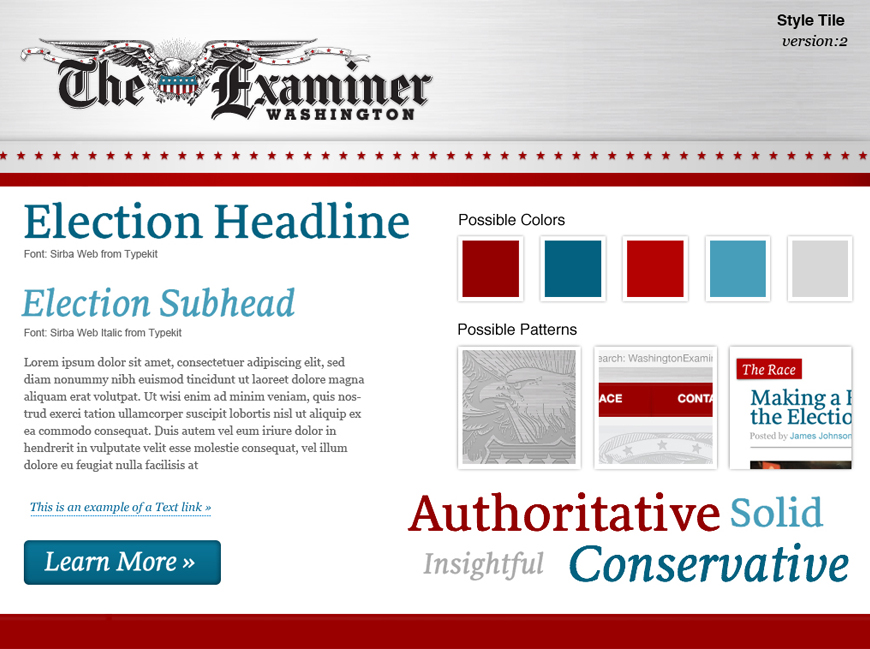 Style Tile
version:2
The Examiner
WASHINGTON
Election Headline
Font: Sirba Web from Typekit
Election Subhead
Font: Sirba Web Italic from Typekit
Lorem ipsum dolor sit amet, consectetuer adipiscing elit, sed
diam nonummy nibh euismod tincidunt ut laoreet dolore magna
aliquam erat volutpat. Ut wisi enim ad minim veniam, quis nos-
trud exerci tation ullamcorper suscipit lobortis nisl ut aliquip ex
ea commodo consequat. Duis autem vel eum iriure dolor in
hendrerit in vulputate velit esse molestie consequat, vel illum
dolore eu feugiat nulla facilisis at
This is an example of a Text link »
Learn More »
Possible Colors
Possible Patterns
earch: WashingtonExamin
ACE CONTA
The Race
Making a
the Electio
Posted by James Johnson
Authoritative Solid
Insightful Conservative